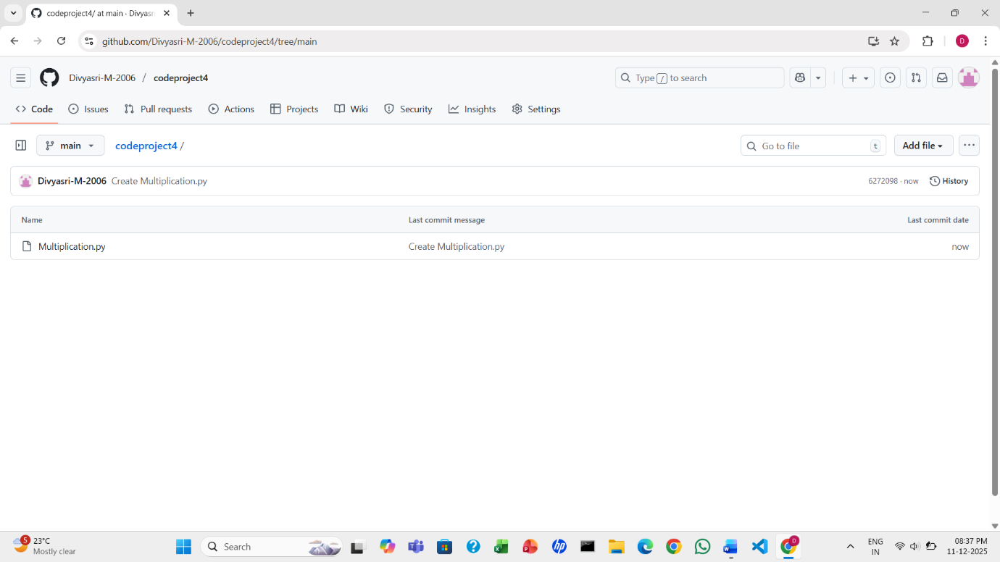 codeproject4/ at main · Divyasri
github.com/Divyasri-M-2006/codeproject4/tree/main
D
Divyasri-M-2006 / codeproject4
Type / to search
Code Issues Pull requests Actions Projects Wiki Security Insights Settings
main codeproject4 / Go to file t Add file
Divyasri-M-2006 Create Multiplication.py 6272098 · now History
Name Last commit message Last commit date
Multiplication.py Create Multiplication.py now
5 23°C
Mostly clear
Search
D
ENG
IN
08:37 PM
11-12-2025